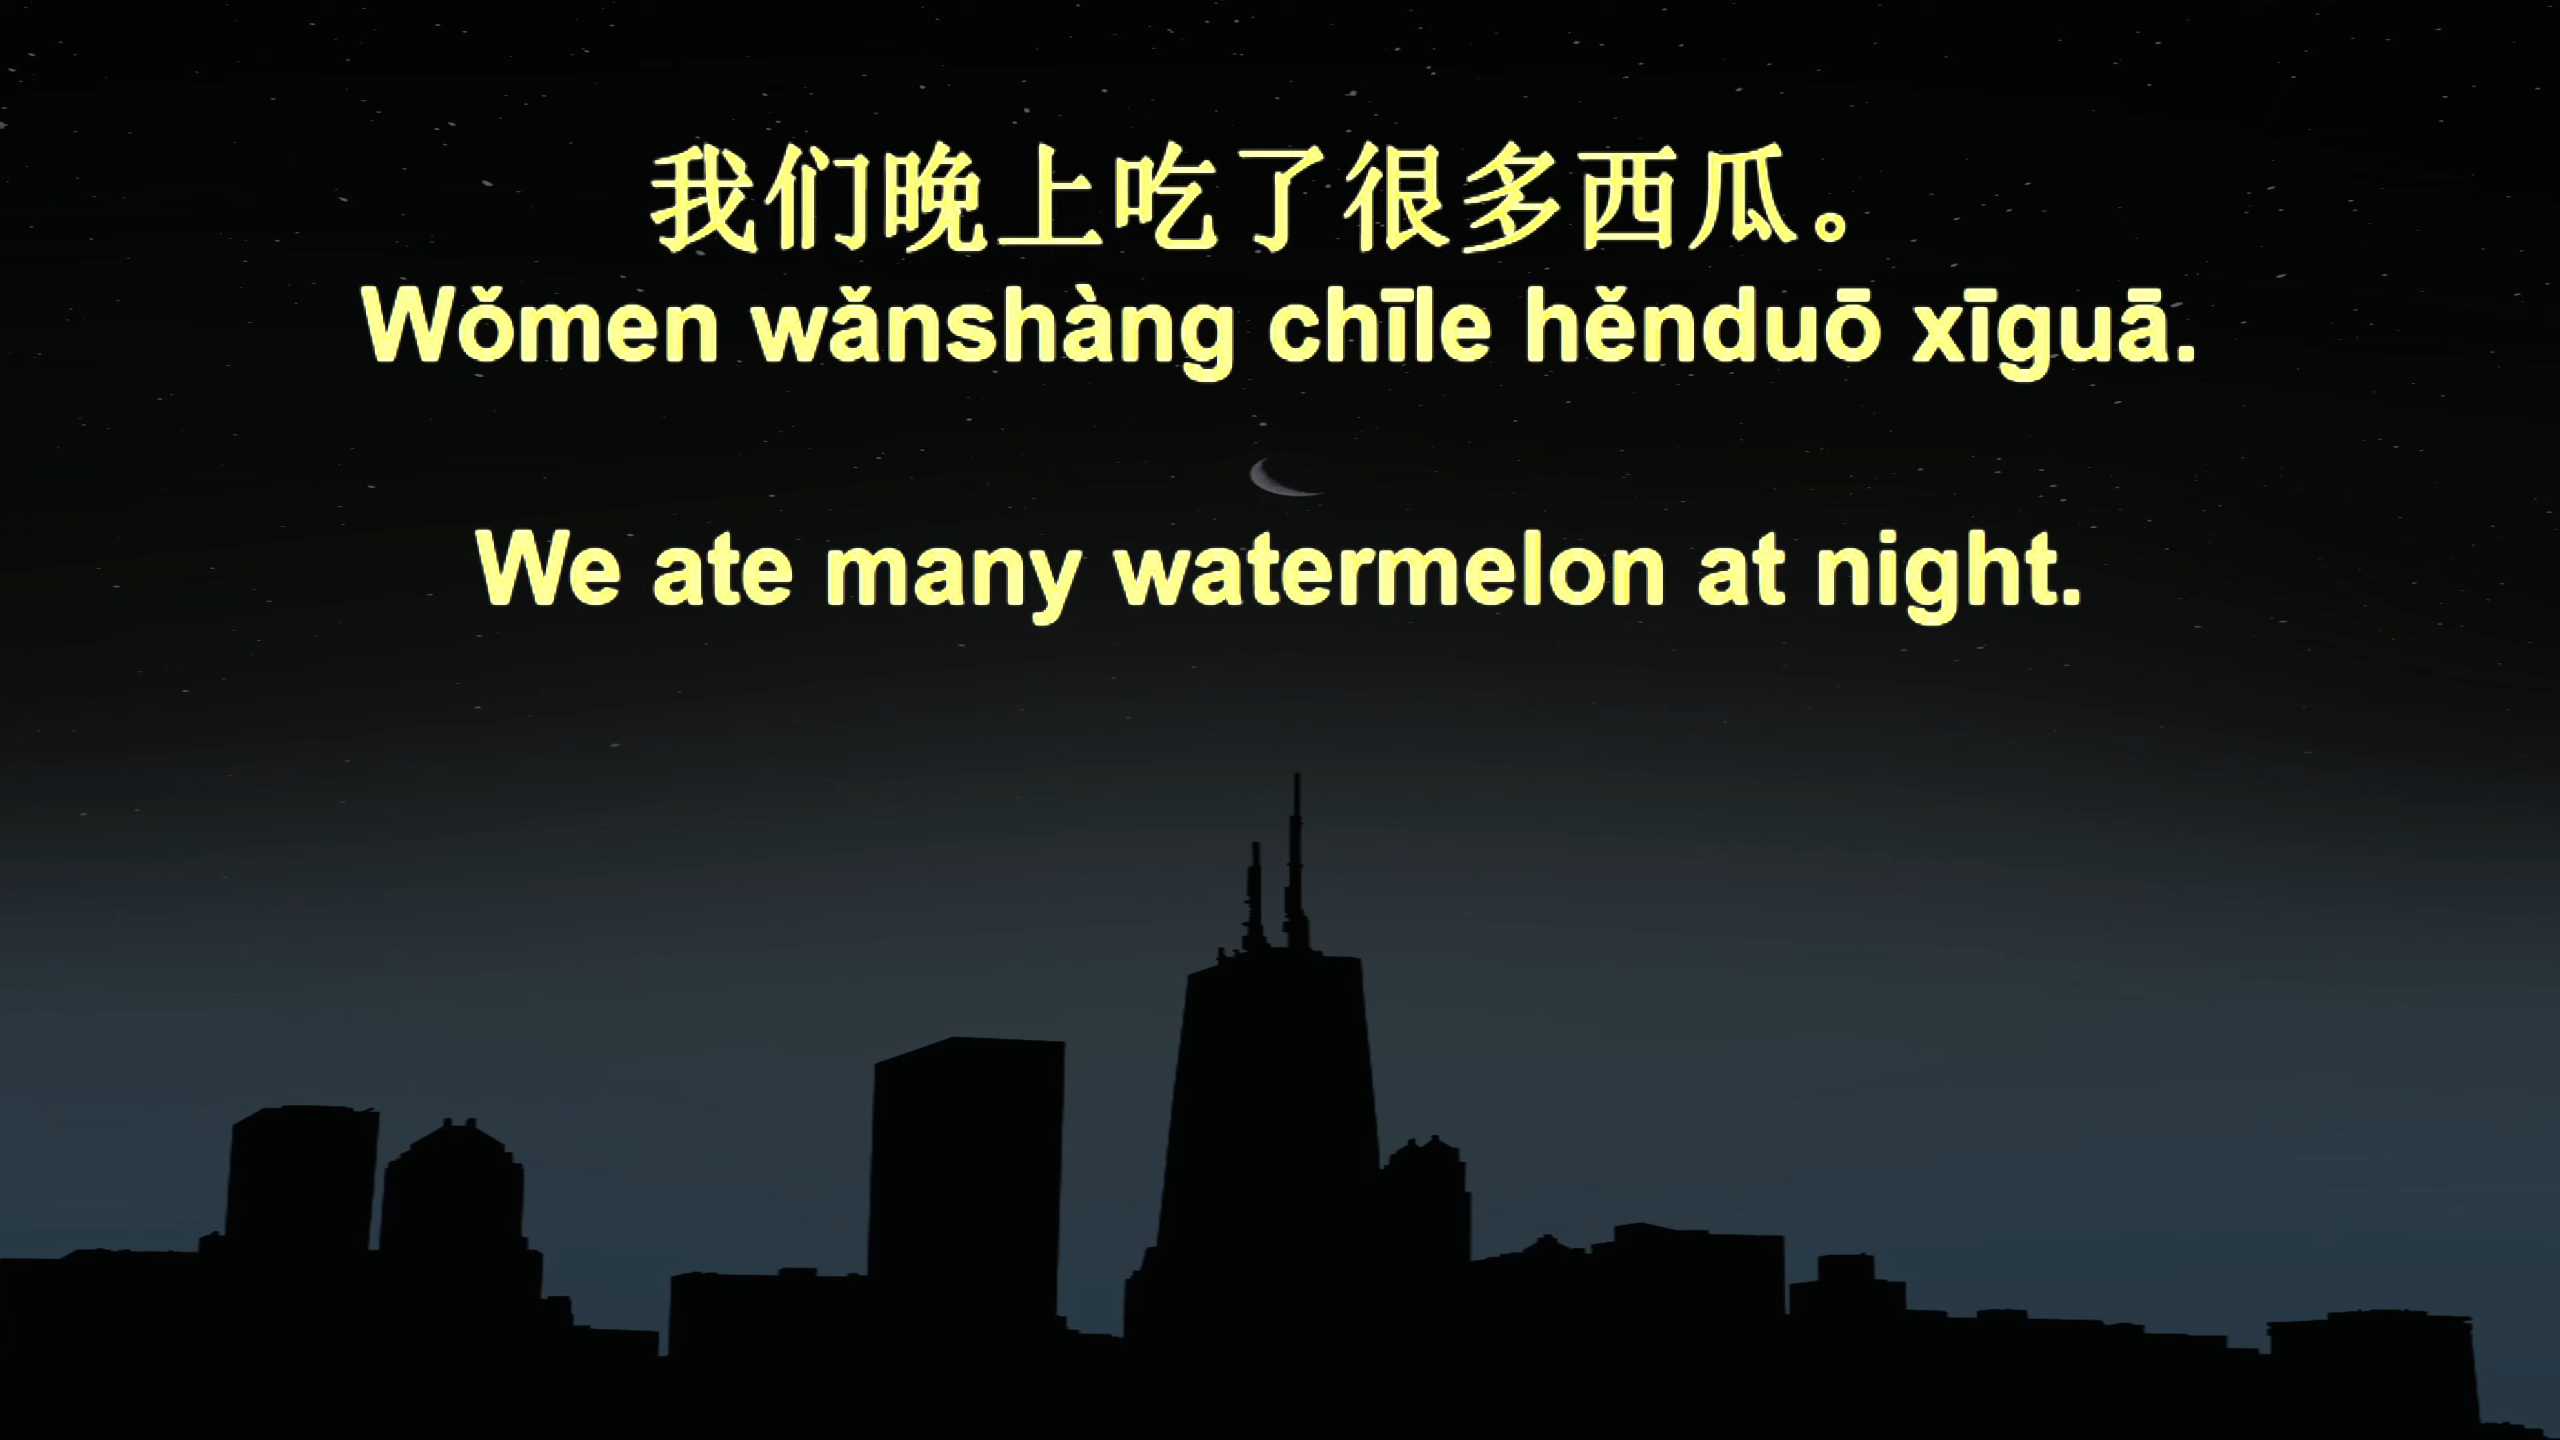 我们晚上吃了很多西瓜。
Wǒmen wǎnshàng chīle hěnduō xīguā.
We ate many watermelon at night.